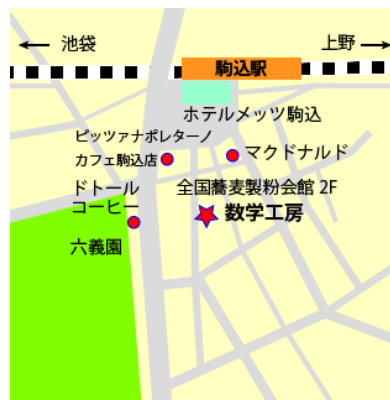 池袋
上野
駒込駅
ホテルメッツ駒込
ピッツァナポレターノ
カフェ駒込店
マクドナルド
ドトール
コーヒー
全国蕎麦製粉会館 2F
数学工房
六義園